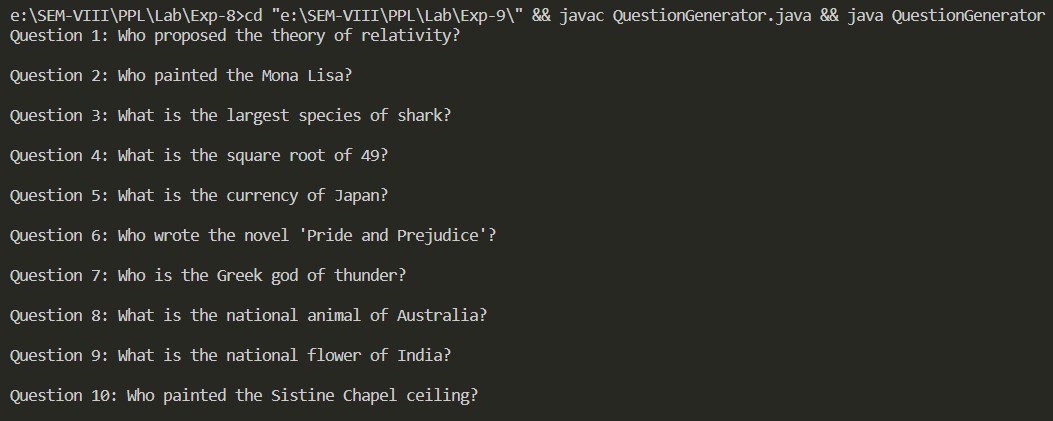 e:\SEM-VIII\PPL\Lab\Exp-8>cd "e:\SEM-VIII\PPL\Lab\Exp-9\" && javac QuestionGenerator.java && java QuestionGenerator
Question 1: Who proposed the theory of relativity?
Question 2: Who painted the Mona Lisa?
Question 3: What is the largest species of shark?
Question 4: What is the square root of 49?
Question 5: What is the currency of Japan?
Question 6: Who wrote the novel 'Pride and Prejudice'?
Question 7: Who is the Greek god of thunder?
Question 8: What is the national animal of Australia?
Question 9: What is the national flower of India?
Question 10: Who painted the Sistine Chapel ceiling?